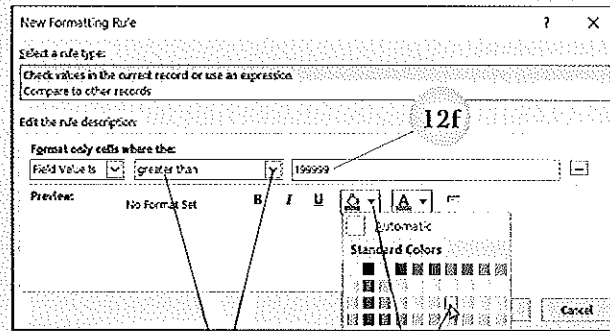 New Formatting Rule ? X
Select a rule type:
Check values in the current record or use an expression
Compare to other records
Edit the rule description:
12f
Format only cells where the:
Field Value Is greater than 199999
Preview: No Format Set B I U A
Automatic
Standard Colors
Cancel